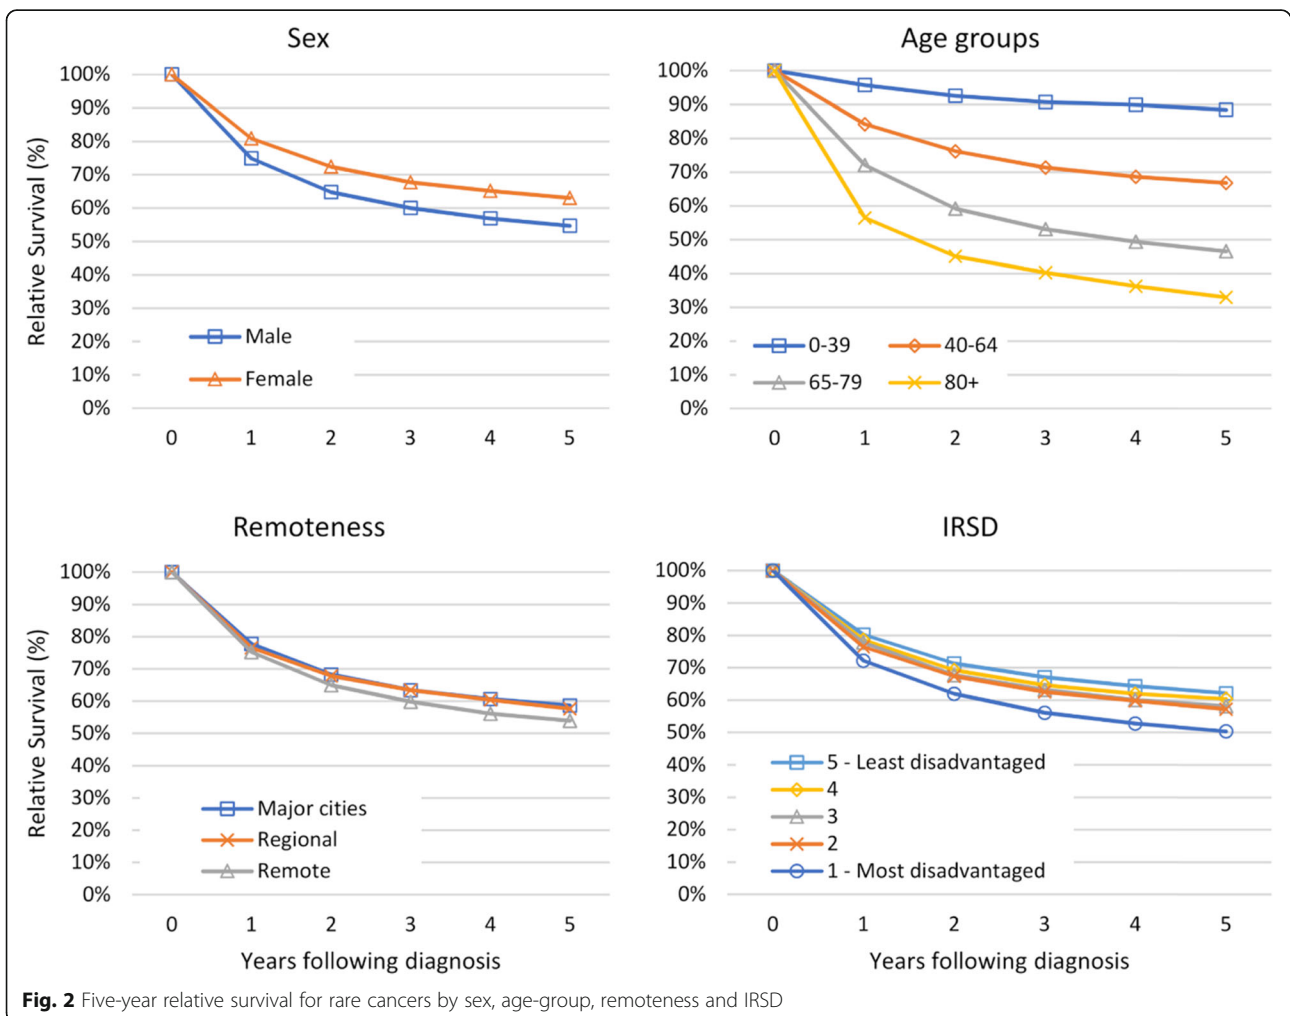 Sex
Relative Survival (%)
100%
90%
80%
70%
60%
50%
40%
30%
20%
10%
0%
Male
Female
0 1 2 3 4 5
Age groups
100%
90%
80%
70%
60%
50%
40%
30%
20%
10%
0%
0-39 40-64
65-79 80+
0 1 2 3 4 5
Remoteness
Relative Survival (%)
100%
90%
80%
70%
60%
50%
40%
30%
20%
10%
0%
Major cities
Regional
Remote
0 1 2 3 4 5
Years following diagnosis
IRSD
100%
90%
80%
70%
60%
50%
40%
30%
20%
10%
0%
5 - Least disadvantaged
4
3
2
1 - Most disadvantaged
0 1 2 3 4 5
Years following diagnosis
Fig. 2 Five-year relative survival for rare cancers by sex, age-group, remoteness and IRSD